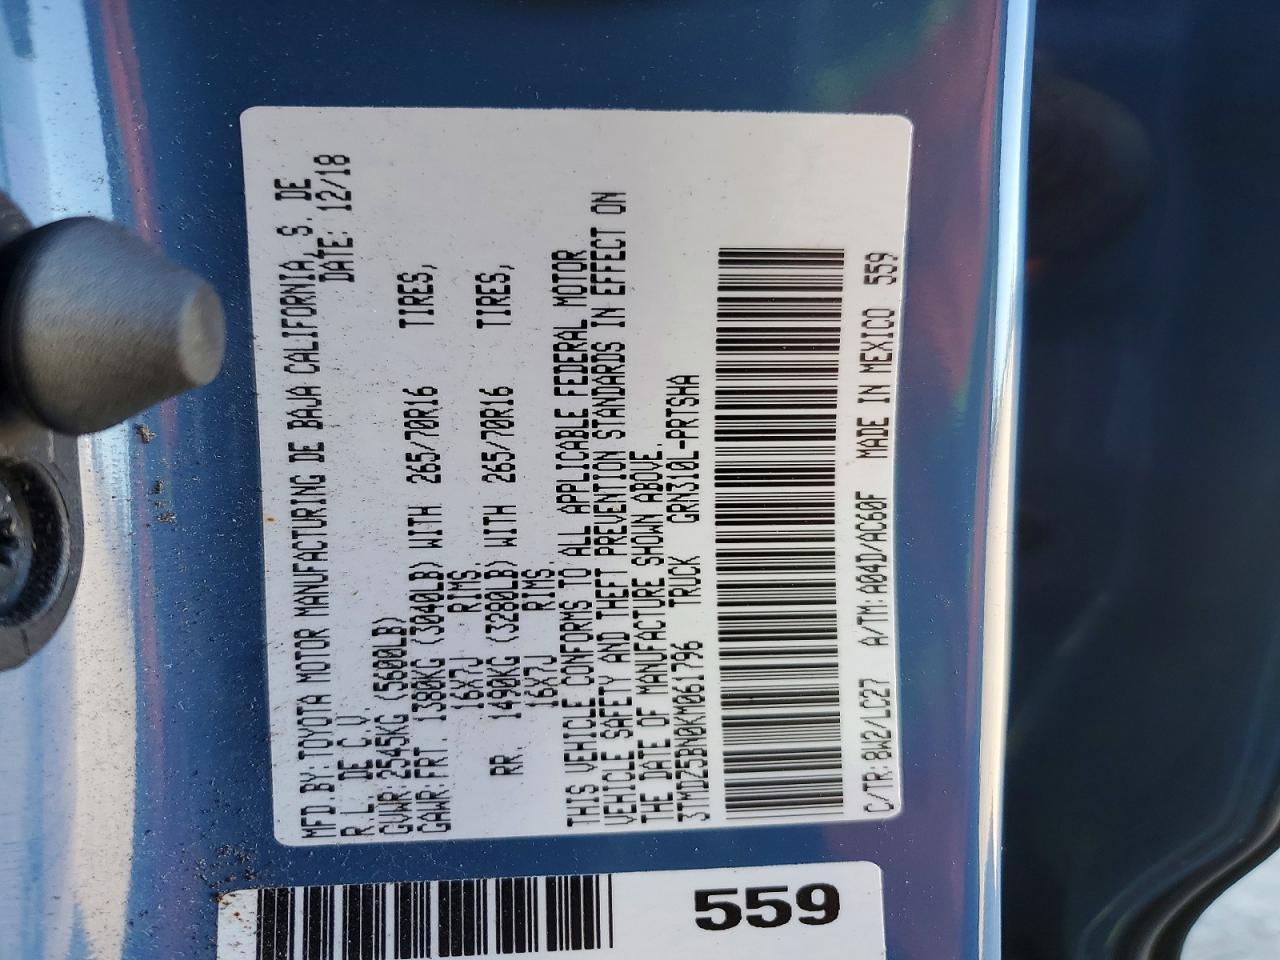 MFD.BY:TOYOTA MOTOR MANUFACTURING DE BAJA CALIFORNIA, S. DE
R.L. DE C.V. DATE: 12/18
GVWR:2545KG (5600LB)
GAWR:FRT. 1380KG (3040LB) WITH 265/70R16 TIRES,
16X7J RIMS
RR. 1490KG (3280LB) WITH 265/70R16 TIRES,
16X7J RIMS.
THIS VEHICLE CONFORMS TO ALL APPLICABLE FEDERAL MOTOR
VEHICLE SAFETY AND THEFT PREVENTION STANDARDS IN EFFECT ON
THE DATE OF MANUFACTURE SHOWN ABOVE.
3TMDZ5BN0KM061796 TRUCK GRN310L-PRTSHA
C/TR:8W2/LC27 A/TM:A04D/AC60F MADE IN MEXICO 559
559